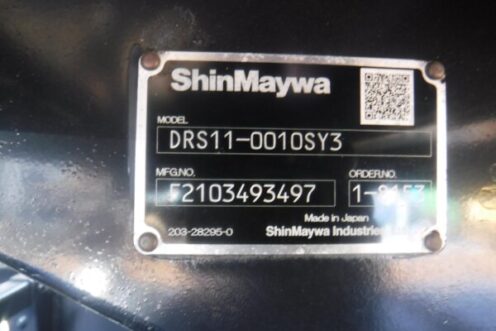 ShinMaywa
MODEL
DRS11-0010SY3
MFG.NO. ORDER.NO.
F2103493497
Made in Japan
203-28295-0 ShinMaywa Industries